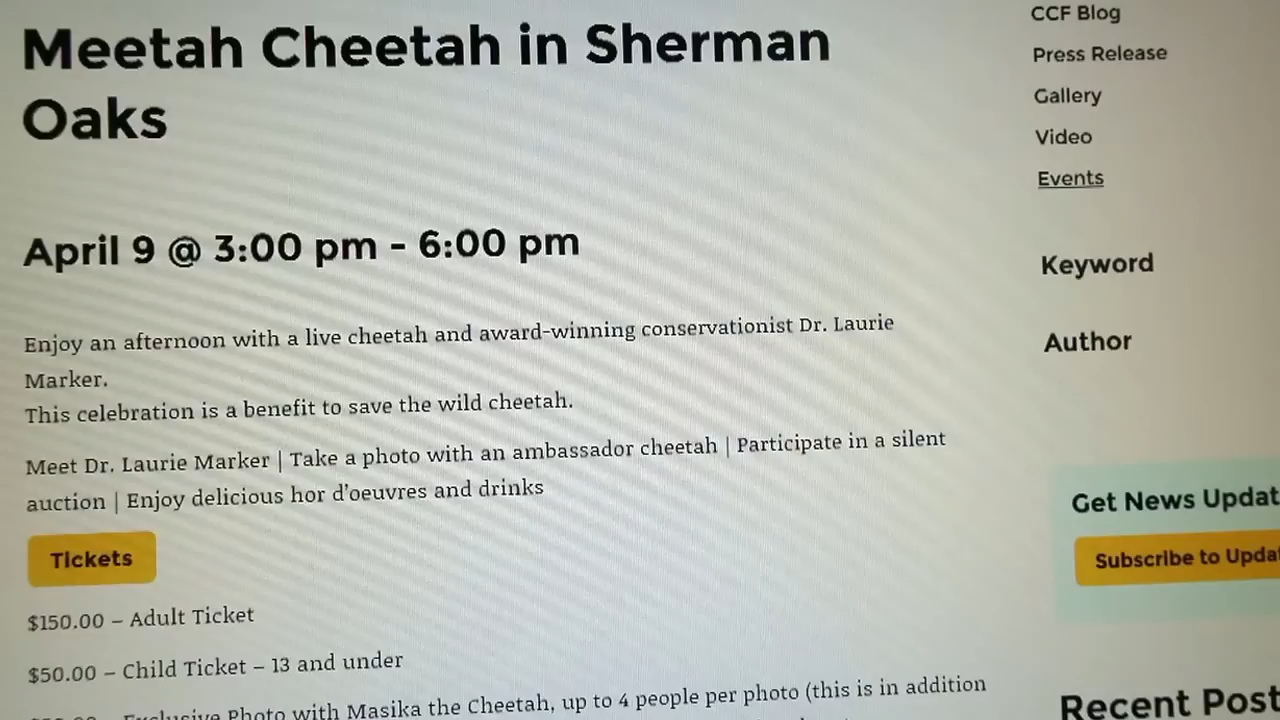 Meetah Cheetah in Sherman
Oaks
April 9 @ 3:00 pm - 6:00 pm
Enjoy an afternoon with a live cheetah and award-winning conservationist Dr. Laurie
Marker.
This celebration is a benefit to save the wild cheetah.
Meet Dr. Laurie Marker | Take a photo with an ambassador cheetah | Participate in a silent
auction | Enjoy delicious hor d'oeuvres and drinks
Tickets
$150.00 – Adult Ticket
$50.00 – Child Ticket – 13 and under
– Exclusive Photo with Masika the Cheetah, up to 4 people per photo (this is in addition
CCF Blog
Press Release
Gallery
Video
Events
Keyword
Author
Get News Updat
Subscribe to Updat
Recent Post